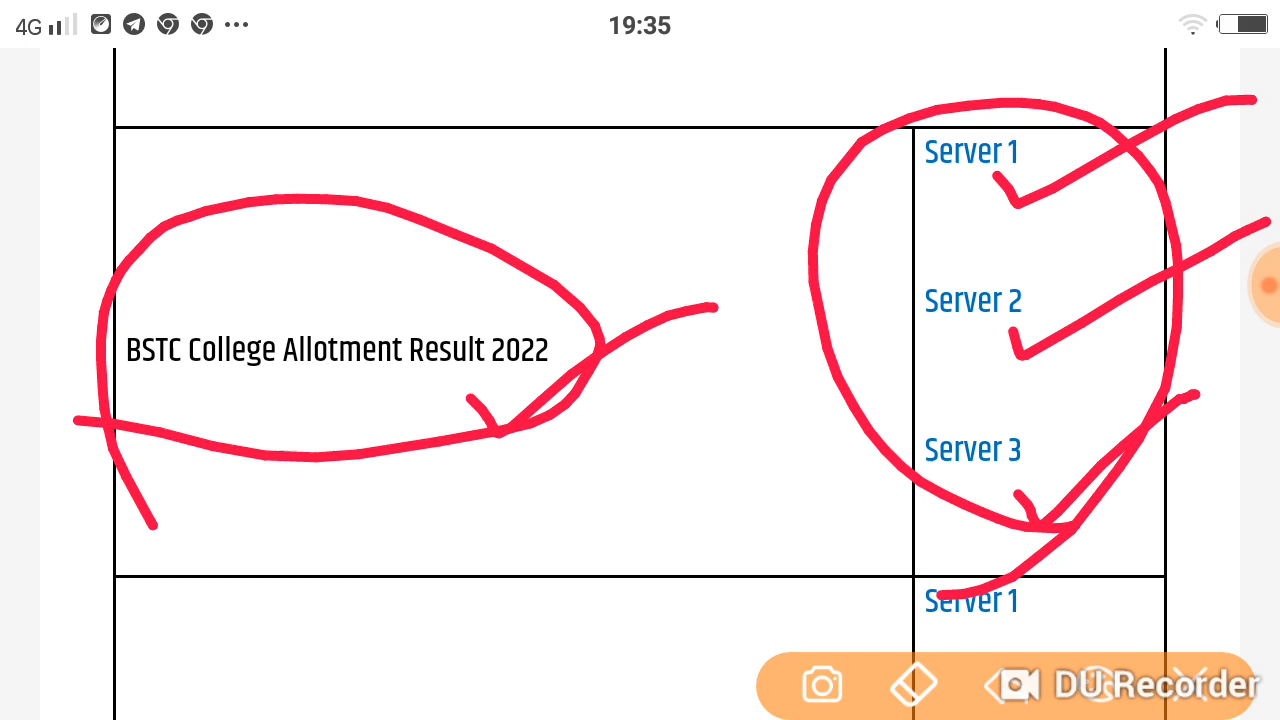 4G 19:35
Server 1
Server 2
BSTC College Allotment Result 2022
Server 3
Server 1
DU Recorder